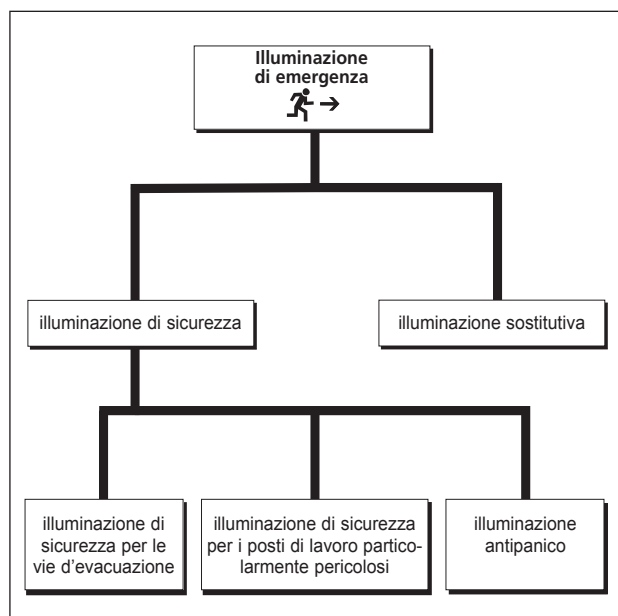 Illuminazione
di emergenza
illuminazione di sicurezza
illuminazione sostitutiva
illuminazione di
sicurezza per le
vie d’evacuazione
illuminazione di sicurezza
per i posti di lavoro partico-
larmente pericolosi
illuminazione
antipanico